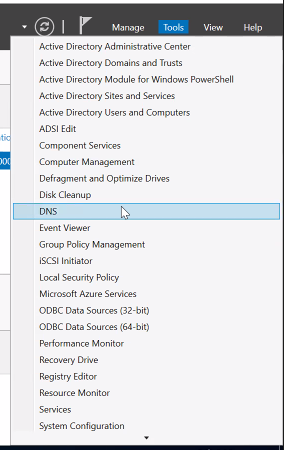 Manage Tools View Help
Active Directory Administrative Center
Active Directory Domains and Trusts
Active Directory Module for Windows PowerShell
Active Directory Sites and Services
Active Directory Users and Computers
ADSI Edit
Component Services
Computer Management
Defragment and Optimize Drives
Disk Cleanup
DNS
Event Viewer
Group Policy Management
iSCSI Initiator
Local Security Policy
Microsoft Azure Services
ODBC Data Sources (32-bit)
ODBC Data Sources (64-bit)
Performance Monitor
Recovery Drive
Registry Editor
Resource Monitor
Services
System Configuration